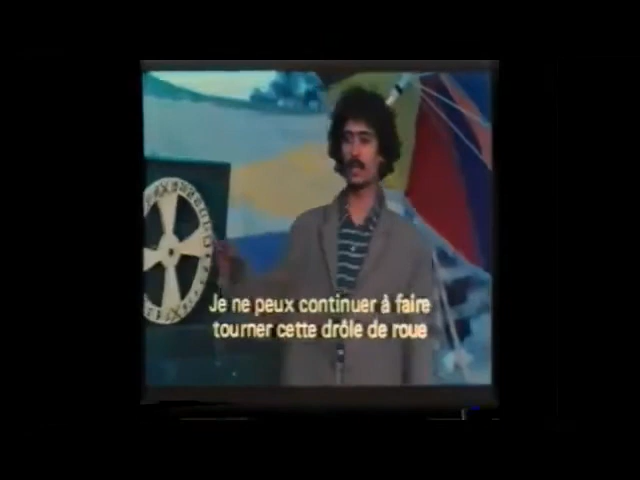 Je ne peux continuer à faire
tourner cette drôle de roue